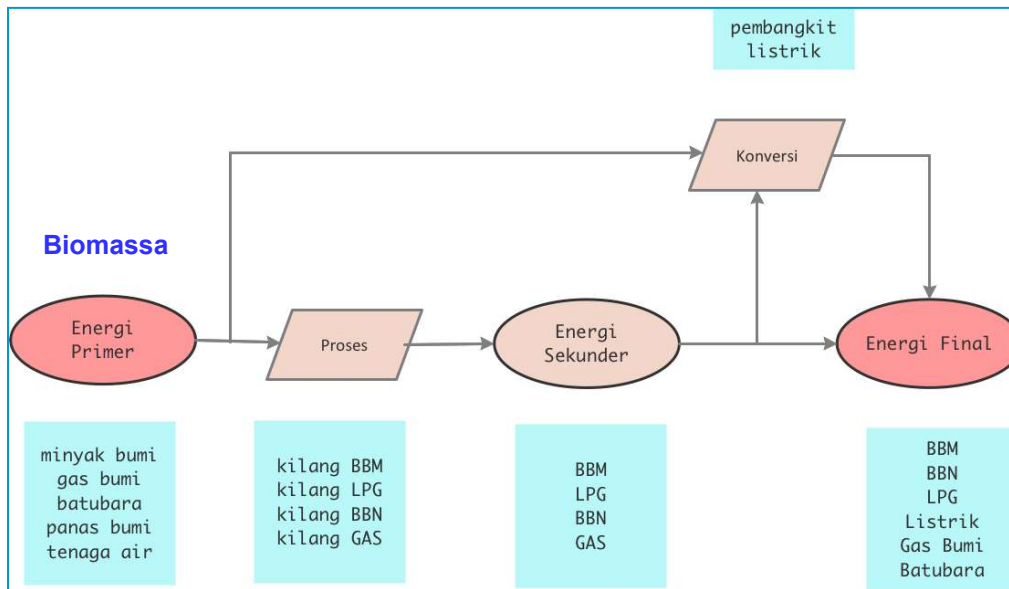 pembangkit
listrik
Konversi
Biomassa
Energi
Primer
Proses
Energi
Sekunder
Energi Final
minyak bumi
gas bumi
batubara
panas bumi
tenaga air
kilang BBM
kilang LPG
kilang BBN
kilang GAS
BBM
LPG
BBN
GAS
BBM
BBN
LPG
Listrik
Gas Bumi
Batubara